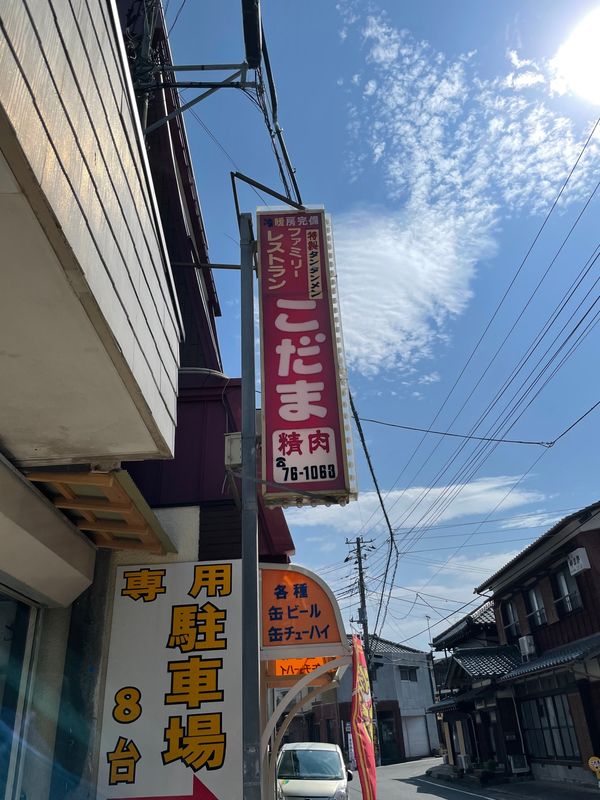 冷暖房完備
特製タンタンメン
ファミリー
レストラン
こだま
精肉
☎
76-1063
各種
缶ビール
缶チューハイ
専用
駐車場
8台